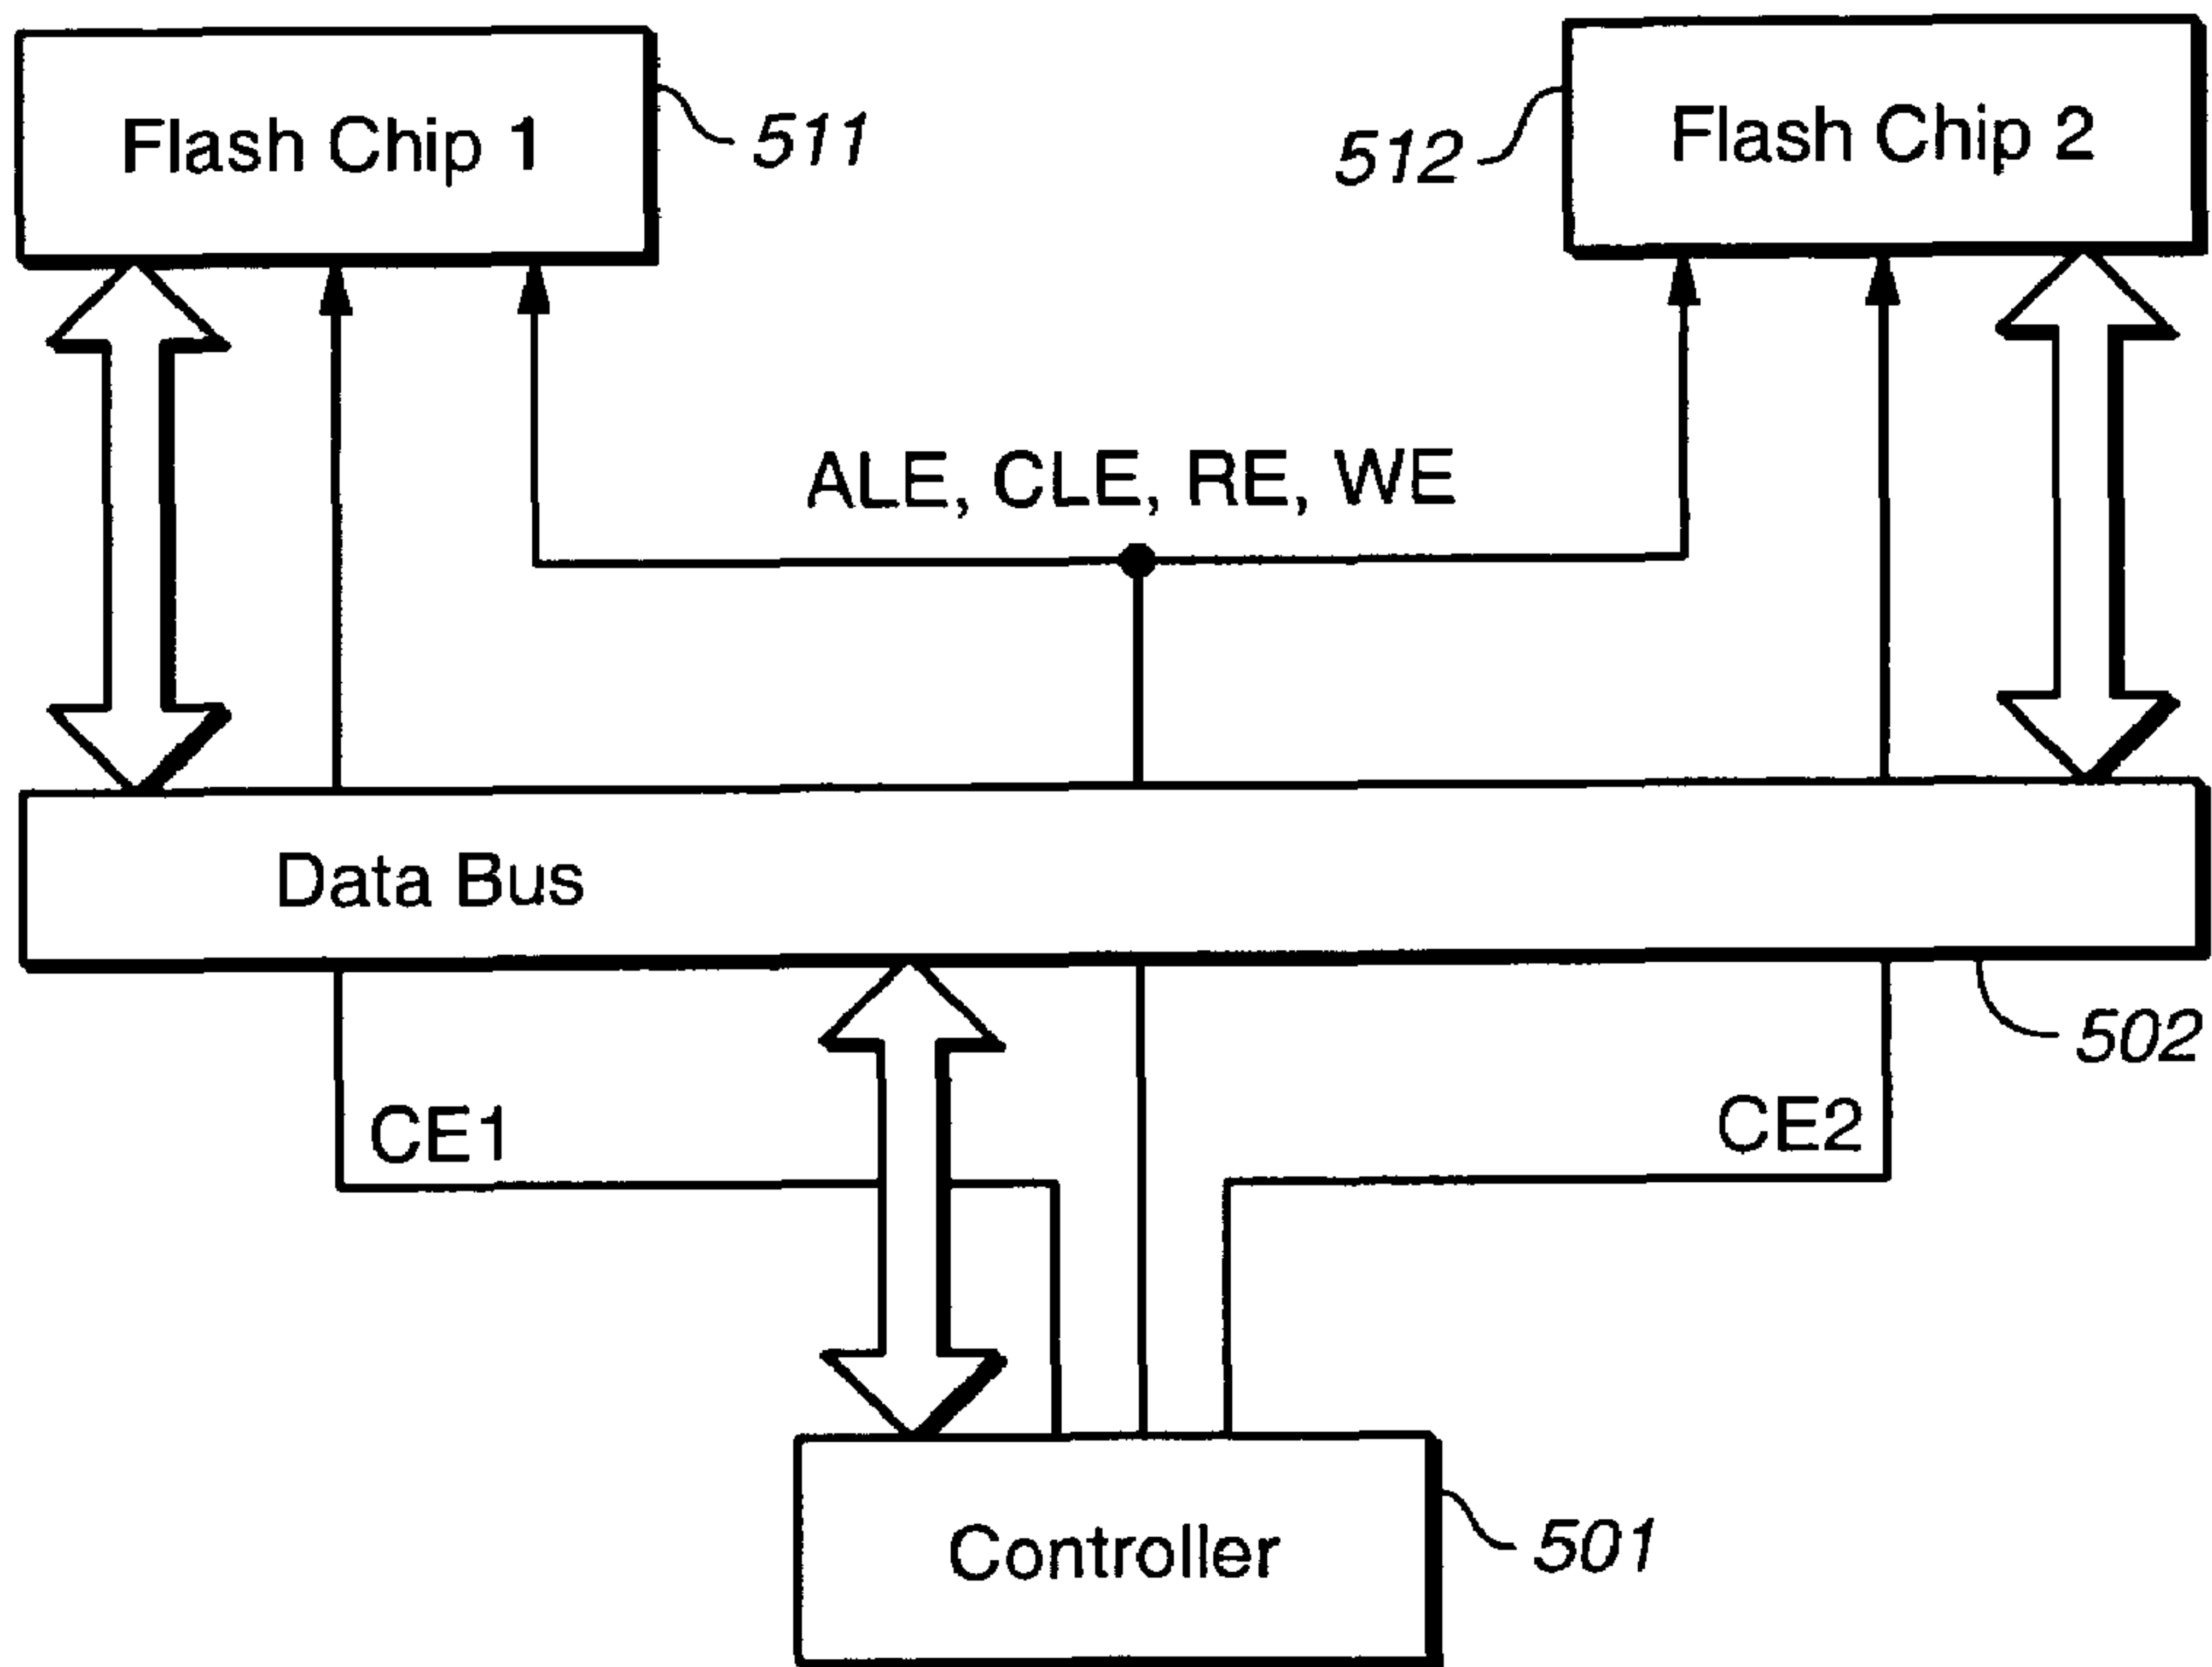 Flash Chip 1
511
512
Flash Chip 2
ALE, CLE, RE, WE
Data Bus
502
CE1
CE2
Controller
501